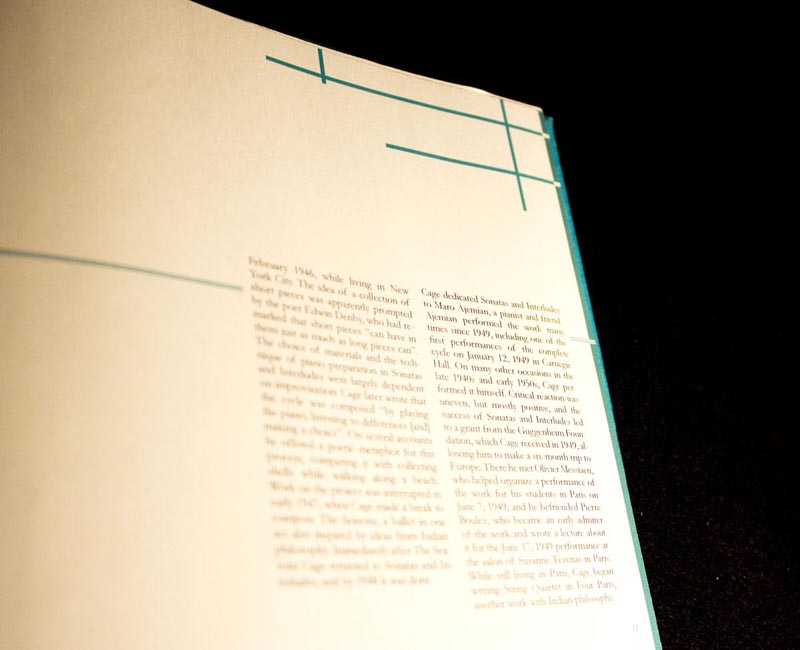 February 1946, while living in New
York City. The idea of a collection of
short pieces was apparently prompted
by the poet Edwin Denby, who had re-
marked that short pieces "can have in
them just as much as long pieces can".
The choice of materials and the tech-
nique of piano preparation in Sonatas
and Interludes were largely dependent
on improvisation: Cage later wrote that
the cycle was composed "by playing
the piano, listening to differences [and]
making a choice". On several accounts
he offered a poetic metaphor for this
process, comparing it with collecting
shells while walking along a beach.
Work on the project was interrupted in
early 1947, when Cage made a break to
compose The Seasons, a ballet in one
act also inspired by ideas from Indian
philosophy. Immediately after The Sea-
sons Cage returned to Sonatas and In-
terludes, and by 1948 it was done.
Cage dedicated Sonatas and Interludes
to Maro Ajemian, a pianist and friend.
Ajemian performed the work many
times since 1949, including one of the
first performances of the complete
cycle on January 12, 1949 in Carnegie
Hall. On many other occasions in the
late 1940s and early 1950s, Cage per
formed it himself. Critical reaction was
uneven, but mostly positive, and the
success of Sonatas and Interludes led
to a grant from the Guggenheim Foun-
dation, which Cage received in 1949, al-
lowing him to make a six-month trip to
Europe. There he met Olivier Messiaen,
who helped organize a performance of
the work for his students in Paris on
June 7, 1949; and he befriended Pierre
Boulez, who became an early admirer
of the work and wrote a lecture about
it for the June 17, 1949 performance at
the salon of Suzanne Tézenas in Paris.
While still living in Paris, Cage began
writing String Quartet in Four Parts,
another work with Indian philosophy.